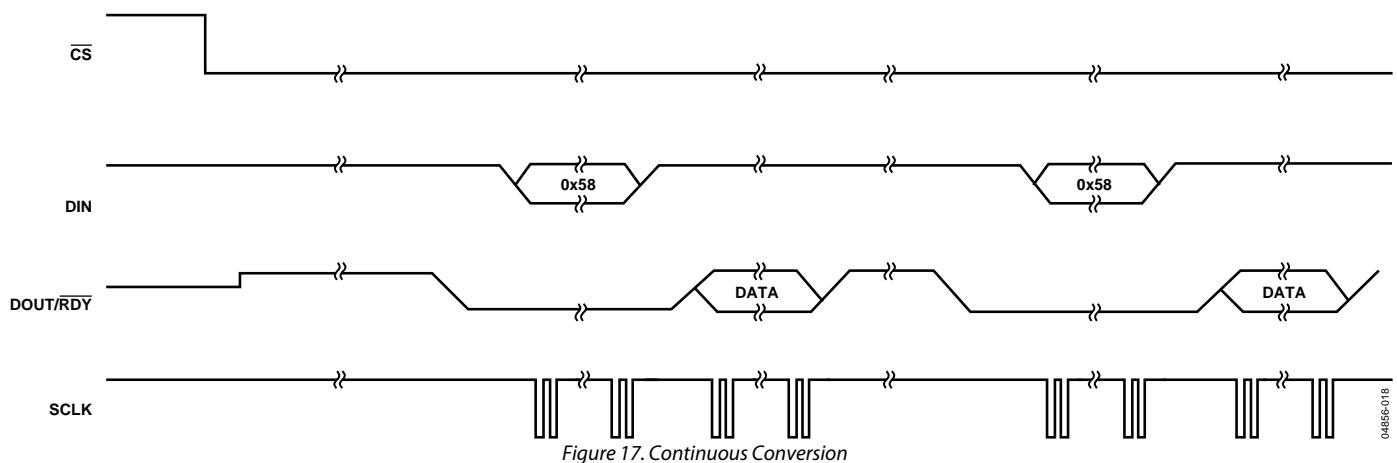 CS
DIN
0x58
0x58
DOUT/RDY
DATA
DATA
SCLK
04856-018
Figure 17. Continuous Conversion